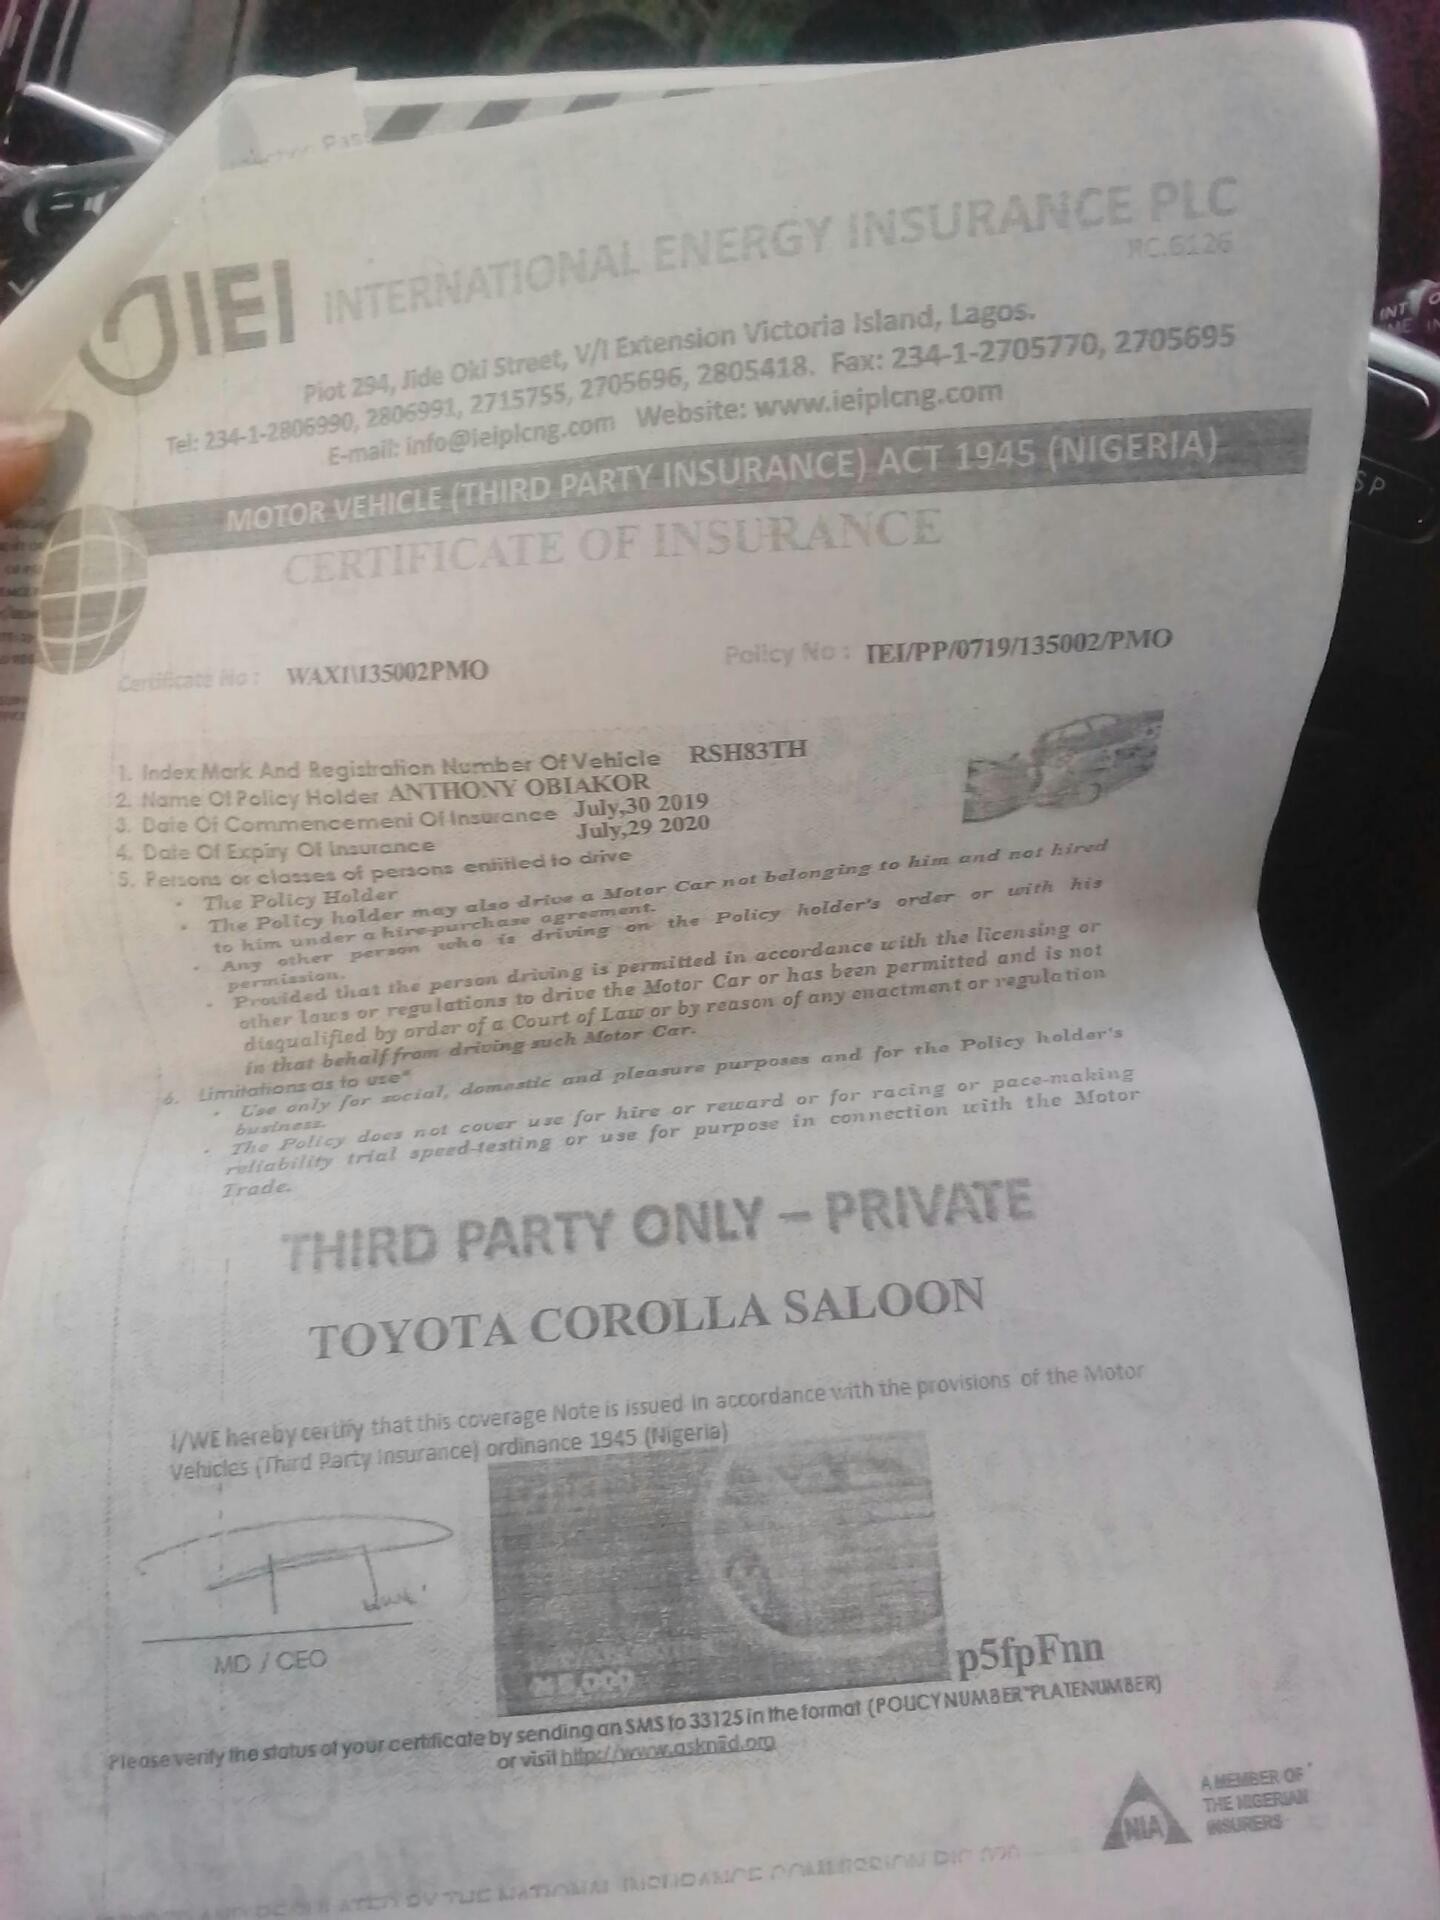 IEI INTERNATIONAL ENERGY INSURANCE PLC
RC.6126
Plot 294, Jide Oki Street, V/I Extension Victoria Island, Lagos.
Tel: 234-1-2806990, 2806991, 2715755, 2705696, 2805418. Fax: 234-1-2705770, 2705695
E-mail: info@ieiplcng.com Website: www.ieiplcng.com
MOTOR VEHICLE (THIRD PARTY INSURANCE) ACT 1945 (NIGERIA)
CERTIFICATE OF INSURANCE
Certificate No : WAX1\135002PMO Policy No : IEI/PP/0719/135002/PMO
1. Index Mark And Registration Number Of Vehicle RSH83TH
2. Name Of Policy Holder ANTHONY OBIAKOR
3. Date Of Commencement Of Insurance July,30 2019
4. Date Of Expiry Of Insurance July,29 2020
5. Persons or classes of persons entitled to drive
• The Policy Holder
• The Policy holder may also drive a Motor Car not belonging to him and not hired
to him under a hire-purchase agreement.
• Any other person who is driving on the Policy holder's order or with his
permission.
• Provided that the person driving is permitted in accordance with the licensing or
other laws or regulations to drive the Motor Car or has been permitted and is not
disqualified by order of a Court of Law or by reason of any enactment or regulation
in that behalf from driving such Motor Car.
6. Limitations as to use*
• Use only for social, domestic and pleasure purposes and for the Policy holder's
business.
• The Policy does not cover use for hire or reward or for racing or pace-making
reliability trial speed-testing or use for purpose in connection with the Motor
Trade.
THIRD PARTY ONLY – PRIVATE
TOYOTA COROLLA SALOON
I/WE hereby certify that this coverage Note is issued in accordance with the provisions of the Motor
Vehicles (Third Party Insurance) ordinance 1945 (Nigeria)
MD / CEO
₦5,000
p5fpFnn
Please verify the status of your certificate by sending an SMS to 33125 in the format (POLICYNUMBER*PLATENUMBER)
or visit http://www.askniid.org
NIA
A MEMBER OF
THE NIGERIAN
INSURERS
REGULATED BY THE NATIONAL INSURANCE COMMISSION RIC 020